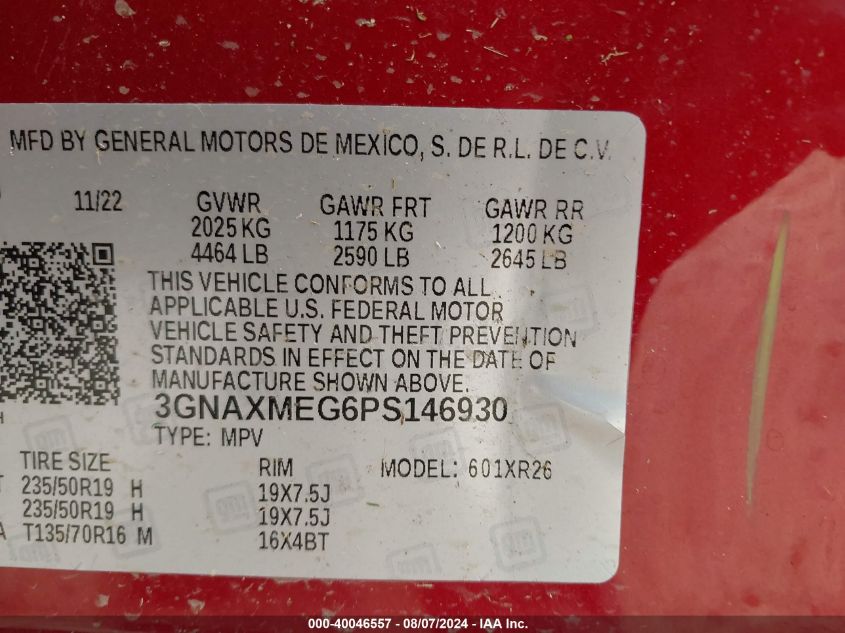 MFD BY GENERAL MOTORS DE MEXICO, S. DE R.L. DE C.V.
11/22 GVWR GAWR FRT GAWR RR
2025 KG 1175 KG 1200 KG
4464 LB 2590 LB 2645 LB
THIS VEHICLE CONFORMS TO ALL
APPLICABLE U.S. FEDERAL MOTOR
VEHICLE SAFETY AND THEFT PREVENTION
STANDARDS IN EFFECT ON THE DATE OF
MANUFACTURE SHOWN ABOVE.
3GNAXMEG6PS146930
TYPE: MPV
TIRE SIZE RIM MODEL: 601XR26
235/50R19 H 19X7.5J
235/50R19 H 19X7.5J
T135/70R16 M 16X4BT
000-40046557 - 08/07/2024 - IAA Inc.